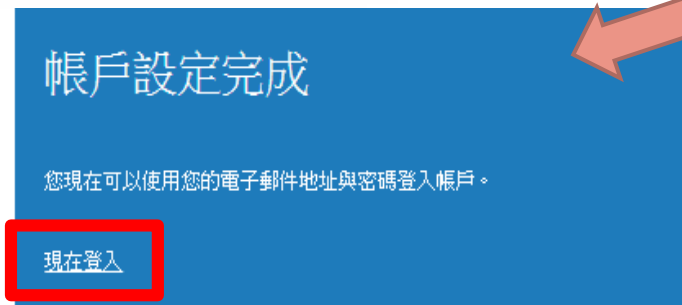 帳戶設定完成
您現在可以使用您的電子郵件地址與密碼登入帳戶。
現在登入